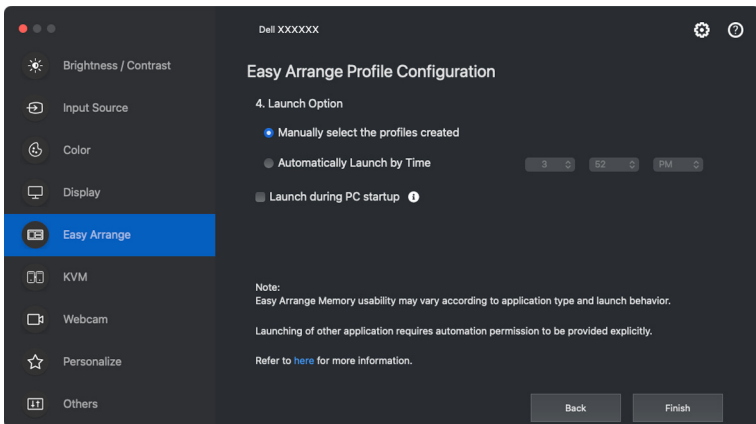 Dell XXXXXX
Brightness / Contrast
Input Source
Color
Display
Easy Arrange
KVM
Webcam
Personalize
Others
Easy Arrange Profile Configuration
4. Launch Option
Manually select the profiles created
Automatically Launch by Time
3
52
PM
Launch during PC startup
Note:
Easy Arrange Memory usability may vary according to application type and launch behavior.
Launching of other application requires automation permission to be provided explicitly.
Refer to here for more information.
Back
Finish